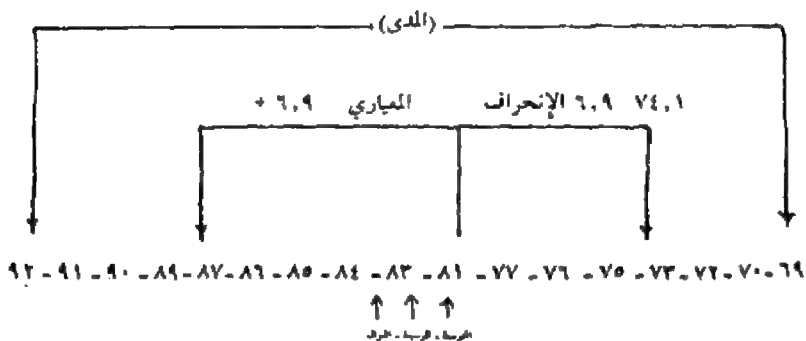 (المدى)
٧٤,١ ٦,٩ الإنحراف المعياري ٦,٩ +
٦٩ - ٧٠ - ٧٢ - ٧٣ - ٧٥ - ٧٦ - ٧٧ - ٨١ - ٨٣ - ٨٤ - ٨٥ - ٨٦ - ٨٧ - ٨٩ - ٩٠ - ٩١ - ٩٢